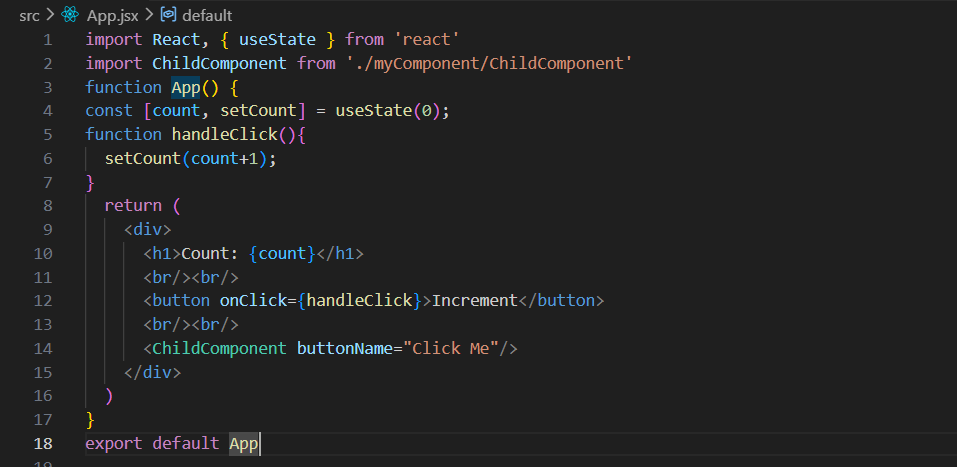 src > App.jsx > default
1 import React, { useState } from 'react'
2 import ChildComponent from './myComponent/ChildComponent'
3 function App() {
4 const [count, setCount] = useState(0);
5 function handleClick(){
6   setCount(count+1);
7 }
8   return (
9     <div>
10       <h1>Count: {count}</h1>
11       <br/><br/>
12       <button onClick={handleClick}>Increment</button>
13       <br/><br/>
14       <ChildComponent buttonName="Click Me"/>
15     </div>
16   )
17 }
18 export default App
19